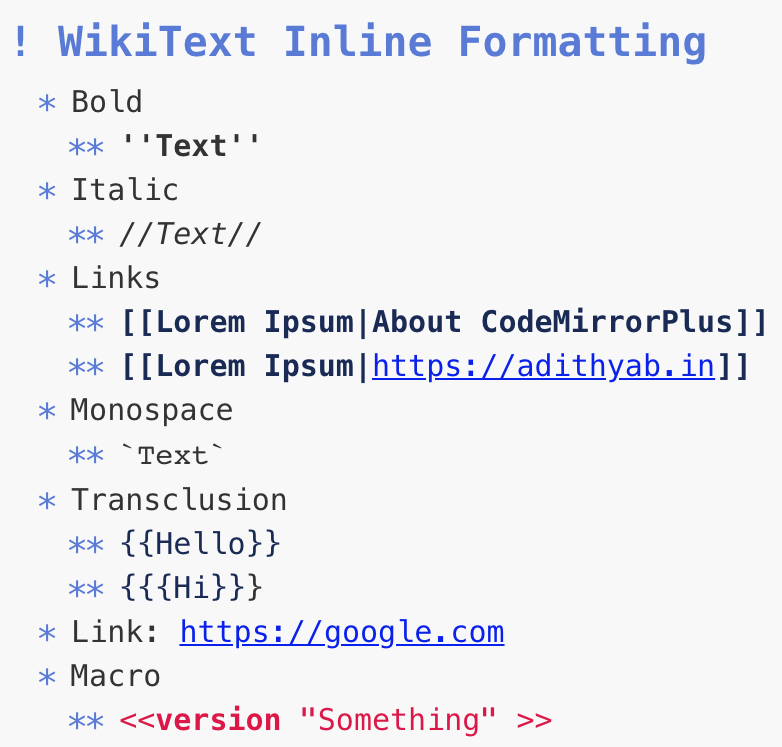 ! WikiText Inline Formatting
* Bold
** ''Text''
* Italic
** //Text//
* Links
** [[Lorem Ipsum|About CodeMirrorPlus]]
** [[Lorem Ipsum|https://adithyab.in]]
* Monospace
** `Text`
* Transclusion
** {{Hello}}
** {{{Hi}}}
* Link: https://google.com
* Macro
** <<version "Something" >>